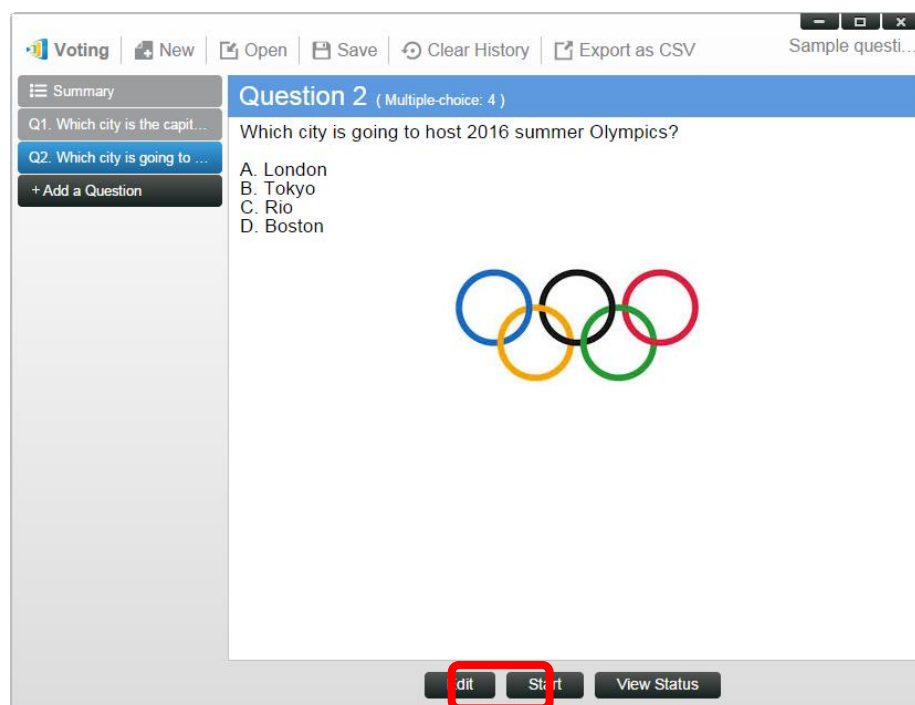 Voting New Open Save Clear History Export as CSV Sample questi...
Summary
Q1. Which city is the capit...
Q2. Which city is going to ...
+ Add a Question
Question 2 ( Multiple-choice: 4 )
Which city is going to host 2016 summer Olympics?
A. London
B. Tokyo
C. Rio
D. Boston
Edit Start View Status